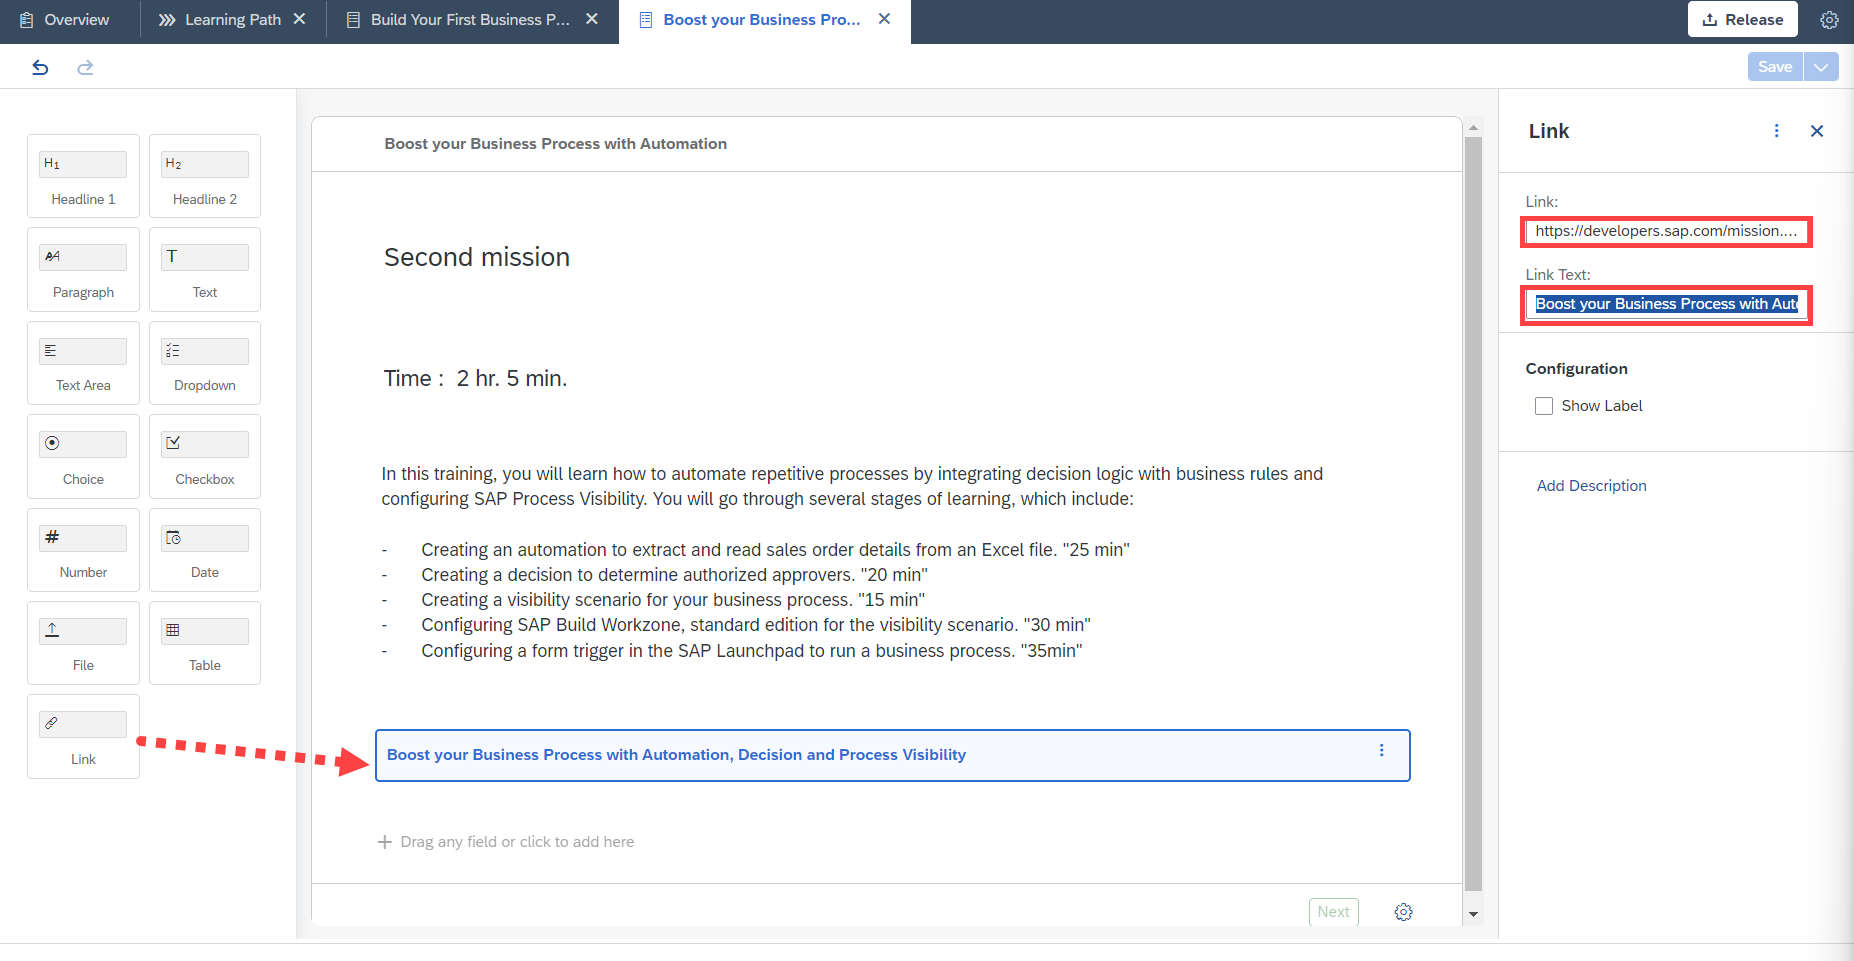 Overview
Learning Path
Build Your First Business P...
Boost your Business Pro...
Release
Save
H1
Headline 1
H2
Headline 2
Paragraph
T
Text
Text Area
Dropdown
Choice
Checkbox
#
Number
Date
File
Table
Link
Boost your Business Process with Automation
Second mission
Time : 2 hr. 5 min.
In this training, you will learn how to automate repetitive processes by integrating decision logic with business rules and
configuring SAP Process Visibility. You will go through several stages of learning, which include:
- Creating an automation to extract and read sales order details from an Excel file. "25 min"
- Creating a decision to determine authorized approvers. "20 min"
- Creating a visibility scenario for your business process. "15 min"
- Configuring SAP Build Workzone, standard edition for the visibility scenario. "30 min"
- Configuring a form trigger in the SAP Launchpad to run a business process. "35min"
Boost your Business Process with Automation, Decision and Process Visibility
Drag any field or click to add here
Next
Link
Link:
https://developers.sap.com/mission....
Link Text:
Boost your Business Process with Aut
Configuration
Show Label
Add Description